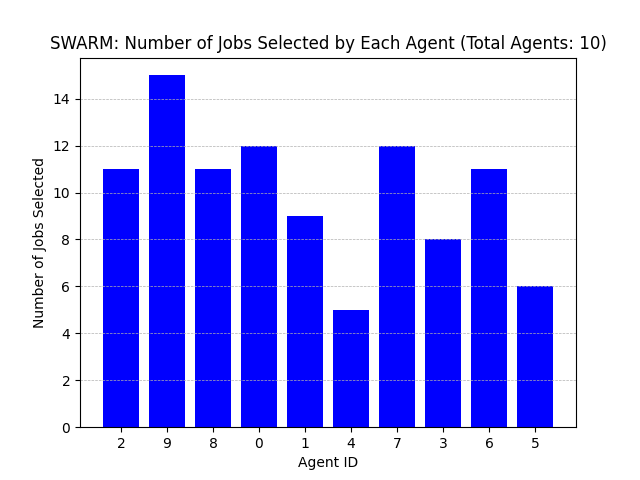 SWARM: Number of Jobs Selected by Each Agent (Total Agents: 10)
14
12
10
8
6
4
2
0
Number of Jobs Selected
2 9 8 0 1 4 7 3 6 5
Agent ID